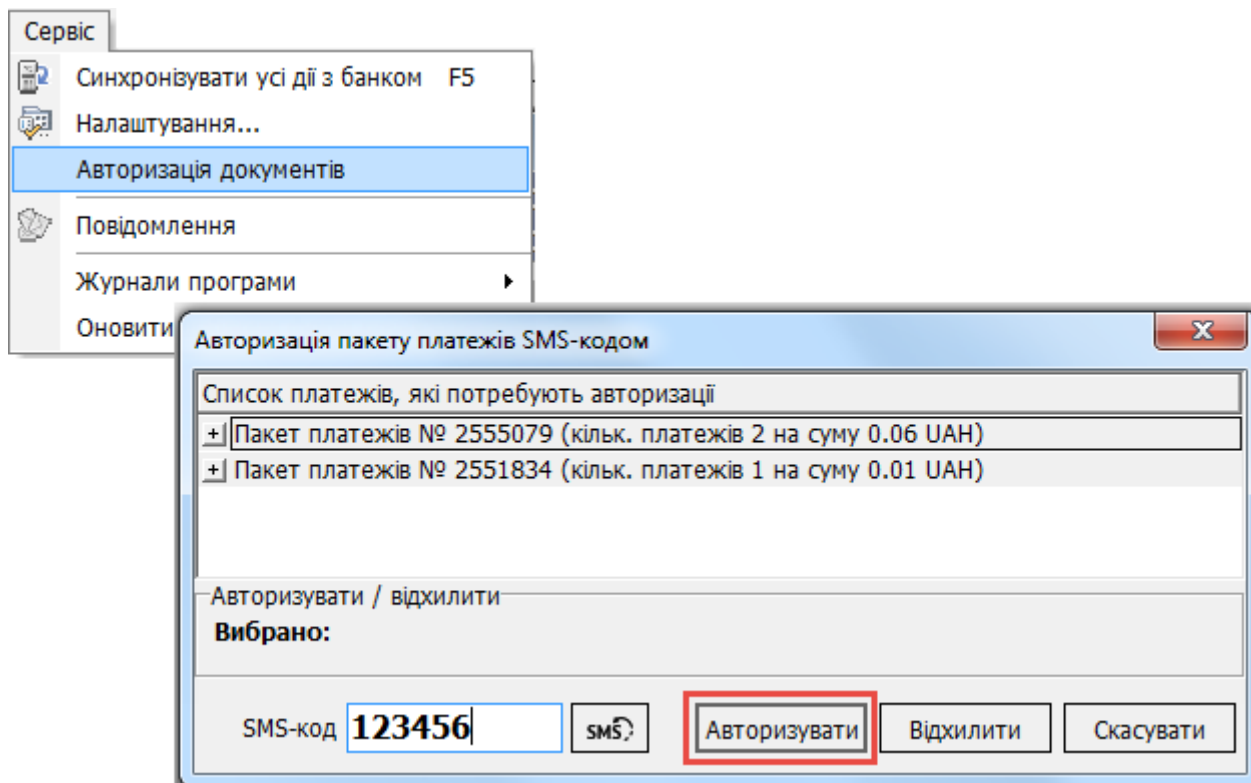 Сервіс
Синхронізувати усі дії з банком F5
Налаштування...
Авторизація документів
Повідомлення
Журнали програми
Оновити
Авторизація пакету платежів SMS-кодом
Список платежів, які потребують авторизації
Пакет платежів № 2555079 (кільк. платежів 2 на суму 0.06 UAH)
Пакет платежів № 2551834 (кільк. платежів 1 на суму 0.01 UAH)
Авторизувати / відхилити
Вибрано:
SMS-код 123456 SMS Авторизувати Відхилити Скасувати